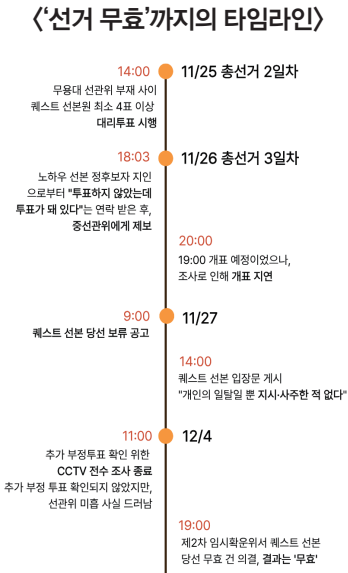 <‘선거 무효’까지의 타임라인>
14:00
11/25 총선거 2일차
무용대 선관위 부재 사이
퀘스트 선본원 최소 4표 이상
대리투표 시행
18:03
11/26 총선거 3일차
노하우 선본 정후보자 지인
으로부터 "투표하지 않았는데
투표가 돼 있다"는 연락 받은 후,
중선관위에게 제보
20:00
19:00 개표 예정이었으나,
조사로 인해 개표 지연
9:00
11/27
퀘스트 선본 당선 보류 공고
14:00
퀘스트 선본 입장문 게시
"개인의 일탈일 뿐 지시·사주한 적 없다"
11:00
12/4
추가 부정투표 확인 위한
CCTV 전수 조사 종료
추가 부정 투표 확인되지 않았지만,
선관위 미흡 사실 드러남
19:00
제2차 임시확운위서 퀘스트 선본
당선 무효 건 의결, 결과는 '무효'